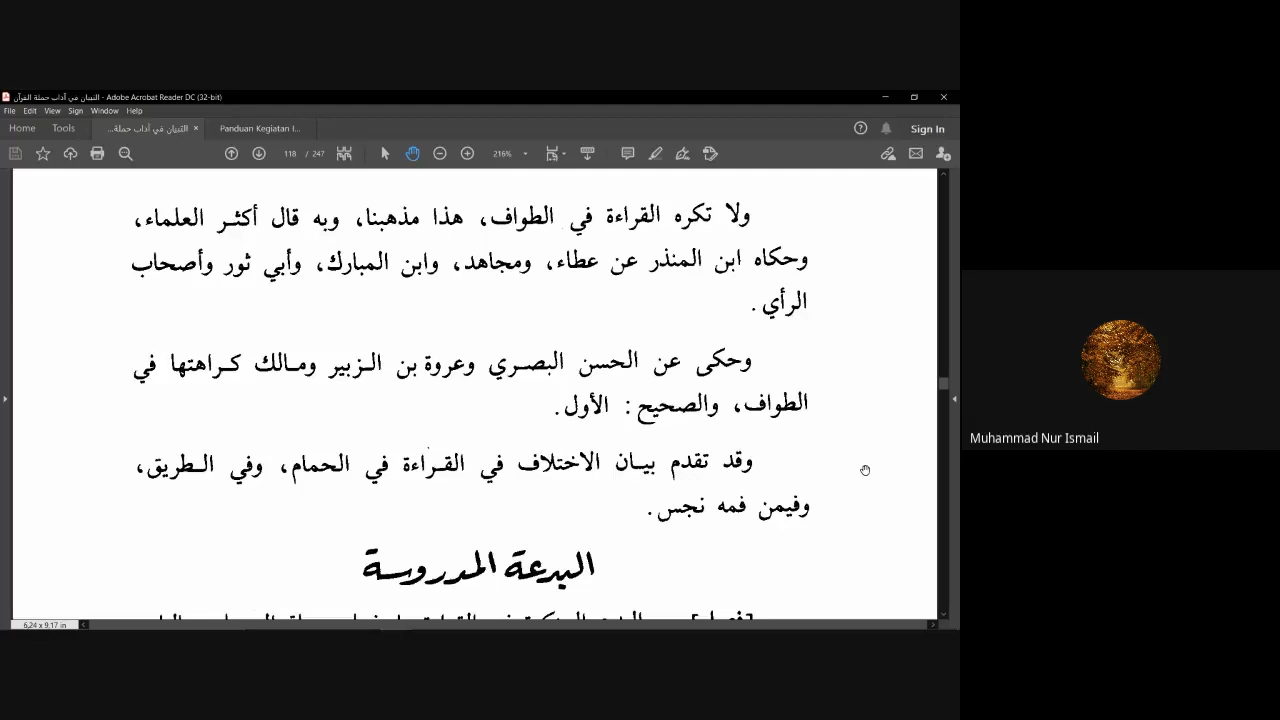 التبيان في آداب حملة القرآن - Adobe Acrobat Reader DC (32-bit)
File Edit View Sign Window Help
Home Tools التبيان في آداب حملة... × Panduan Kegiatan I... Sign In
118 / 247 216%
ولا تكره القراءة في الطواف، هذا مذهبنا، وبه قال أكثر العلماء،
وحكاه ابن المنذر عن عطاء، ومجاهد، وابن المبارك، وأبي ثور وأصحاب
الرأي.
وحكى عن الحسن البصري وعروة بن الزبير ومالك كراهتها في
الطواف، والصحيح: الأول.
وقد تقدم بيان الاختلاف في القراءة في الحمام، وفي الطريق،
وفيمن فمه نجس.
البدعة المدروسة
6,24 x 9,17 in
Muhammad Nur Ismail